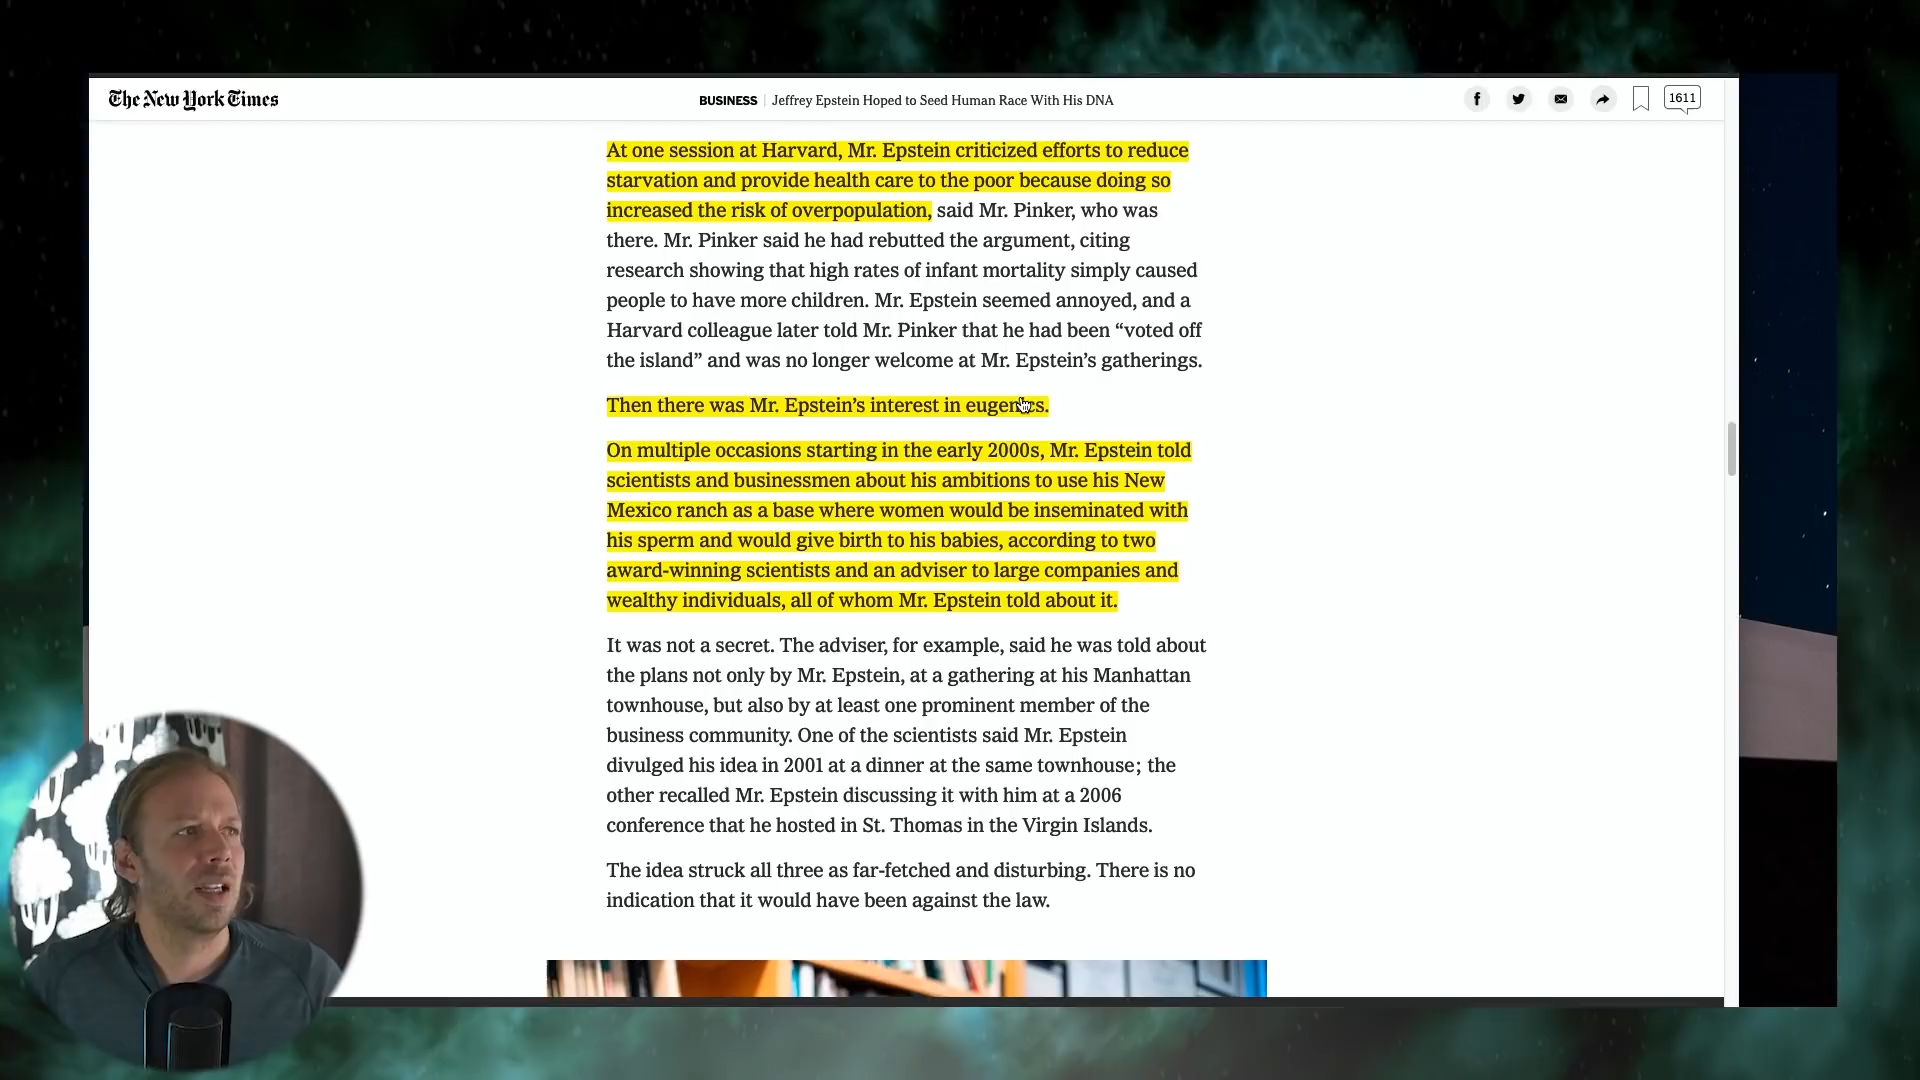 The New York Times
BUSINESS | Jeffrey Epstein Hoped to Seed Human Race With His DNA
1611
At one session at Harvard, Mr. Epstein criticized efforts to reduce
starvation and provide health care to the poor because doing so
increased the risk of overpopulation, said Mr. Pinker, who was
there. Mr. Pinker said he had rebutted the argument, citing
research showing that high rates of infant mortality simply caused
people to have more children. Mr. Epstein seemed annoyed, and a
Harvard colleague later told Mr. Pinker that he had been “voted off
the island” and was no longer welcome at Mr. Epstein’s gatherings.
Then there was Mr. Epstein’s interest in eugenics.
On multiple occasions starting in the early 2000s, Mr. Epstein told
scientists and businessmen about his ambitions to use his New
Mexico ranch as a base where women would be inseminated with
his sperm and would give birth to his babies, according to two
award-winning scientists and an adviser to large companies and
wealthy individuals, all of whom Mr. Epstein told about it.
It was not a secret. The adviser, for example, said he was told about
the plans not only by Mr. Epstein, at a gathering at his Manhattan
townhouse, but also by at least one prominent member of the
business community. One of the scientists said Mr. Epstein
divulged his idea in 2001 at a dinner at the same townhouse; the
other recalled Mr. Epstein discussing it with him at a 2006
conference that he hosted in St. Thomas in the Virgin Islands.
The idea struck all three as far-fetched and disturbing. There is no
indication that it would have been against the law.